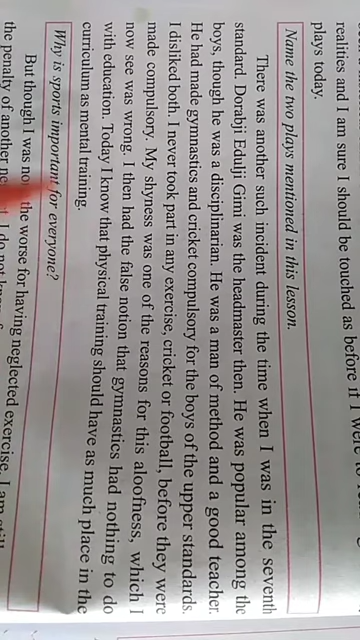 realities and I am sure I should be touched as before if I were to
plays today.
Name the two plays mentioned in this lesson.
There was another such incident during the time when I was in the seventh
standard. Dorabji Edulji Gimi was the headmaster then. He was popular among the
boys, though he was a disciplinarian. He was a man of method and a good teacher.
He had made gymnastics and cricket compulsory for the boys of the upper standards.
I disliked both. I never took part in any exercise, cricket or football, before they were
made compulsory. My shyness was one of the reasons for this aloofness, which I
now see was wrong. I then had the false notion that gymnastics had nothing to do
with education. Today I know that physical training should have as much place in the
curriculum as mental training.
Why is sports important for everyone?
But though I was the worse for having neglected exercise, I am still
the penalty of another I do not